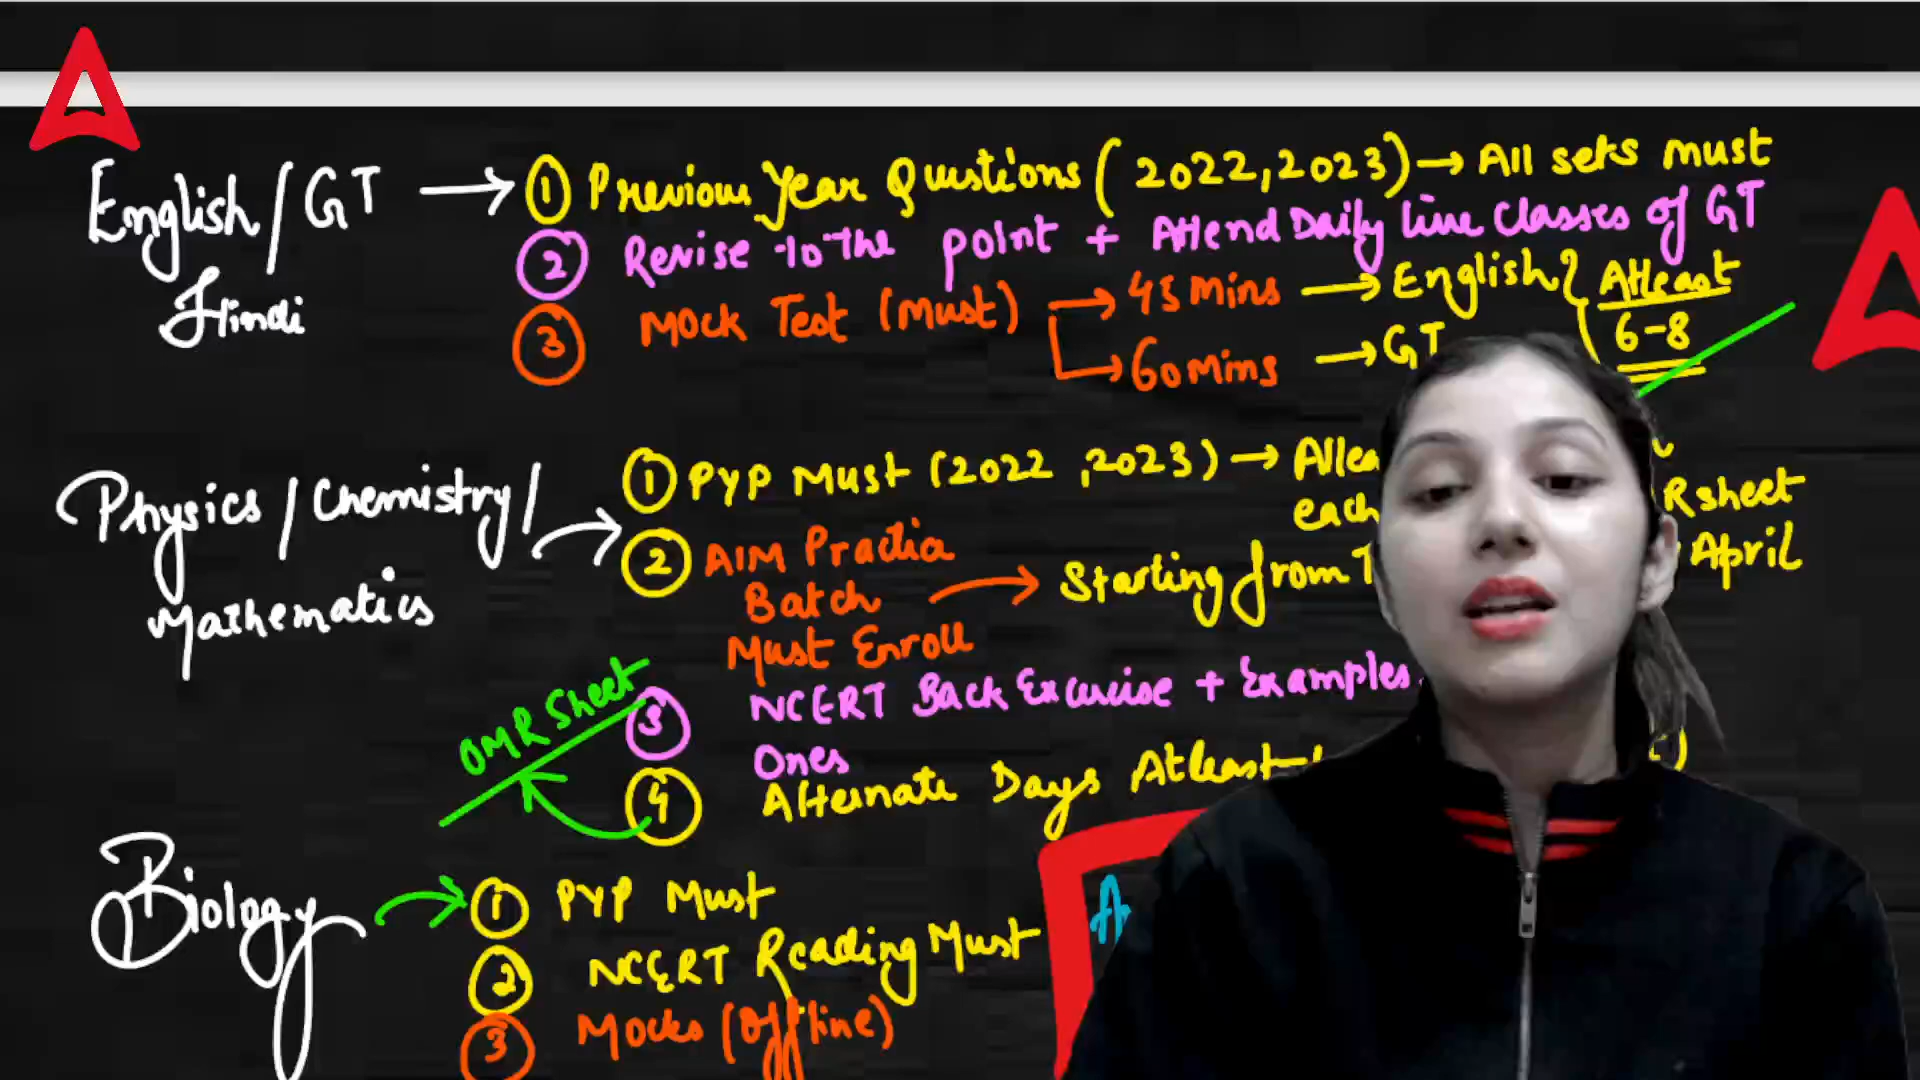 English / GT → ① Previous Year Questions ( 2022, 2023) → All sets must
Hindi
② Revise to the point + Attend Daily live classes of GT
③ Mock Test (Must) → 45 Mins → English } Atleast
→ 60 Mins → GT 6-8
Physics / Chemistry /
Mathematics
① PYP Must (2022 , 2023) →
each
sheet
② AIM
Batch → Starting from
April
Must Enroll
OMR Sheet
③ NCERT Back Exercise + Examples
Ones
④ Alternate Days Atleast
Biology → ① PYP Must
② NCERT Reading Must
③ Mocks (Offline)
A